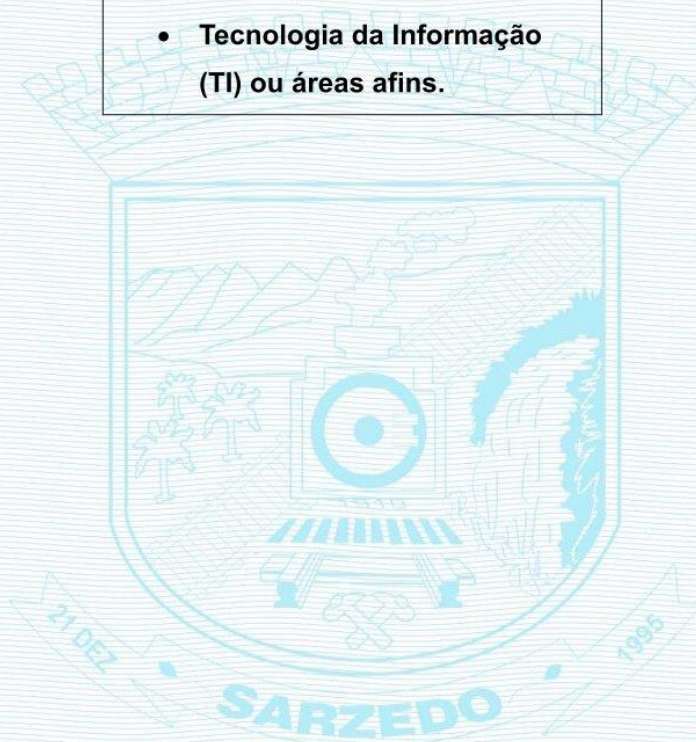 • Tecnologia da Informação
(TI) ou áreas afins.
21 DEZ
1995
SARZEDO